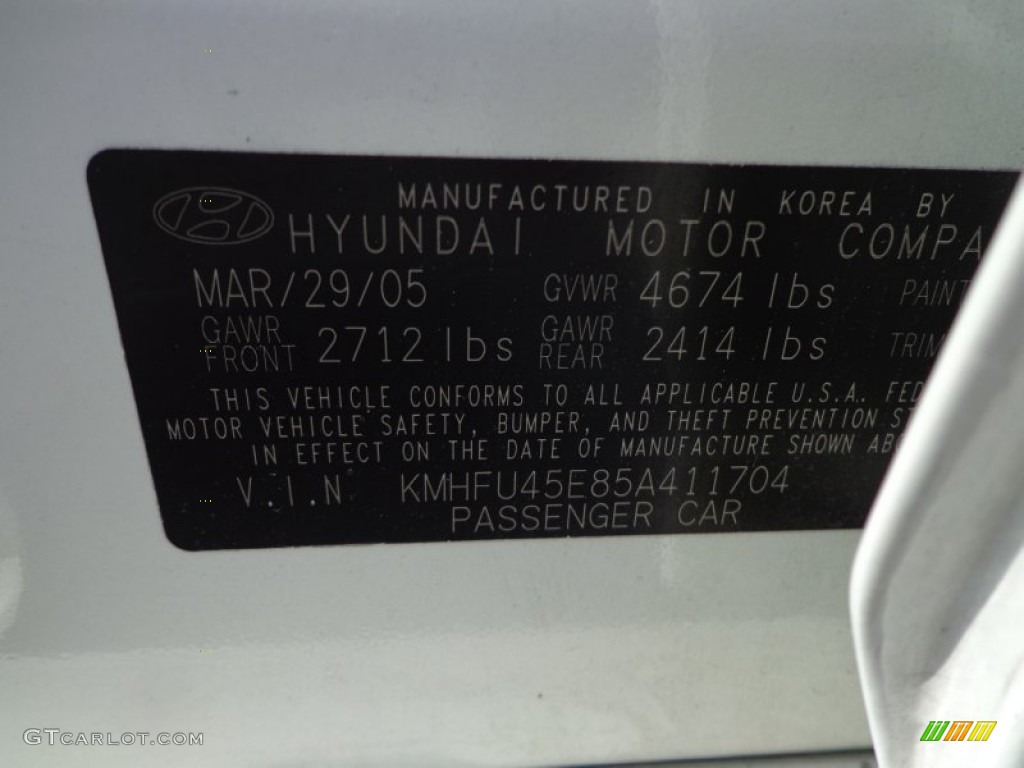 MANUFACTURED IN KOREA BY
HYUNDAI MOTOR COMPA
MAR/29/05 GVWR 4674 lbs PAINT
GAWR FRONT 2712 lbs GAWR REAR 2414 lbs TRIM
THIS VEHICLE CONFORMS TO ALL APPLICABLE U.S.A. FED
MOTOR VEHICLE SAFETY, BUMPER, AND THEFT PREVENTION ST
IN EFFECT ON THE DATE OF MANUFACTURE SHOWN ABO
V.I.N KMHFU45E85A411704
PASSENGER CAR
GTCARLOT.COM